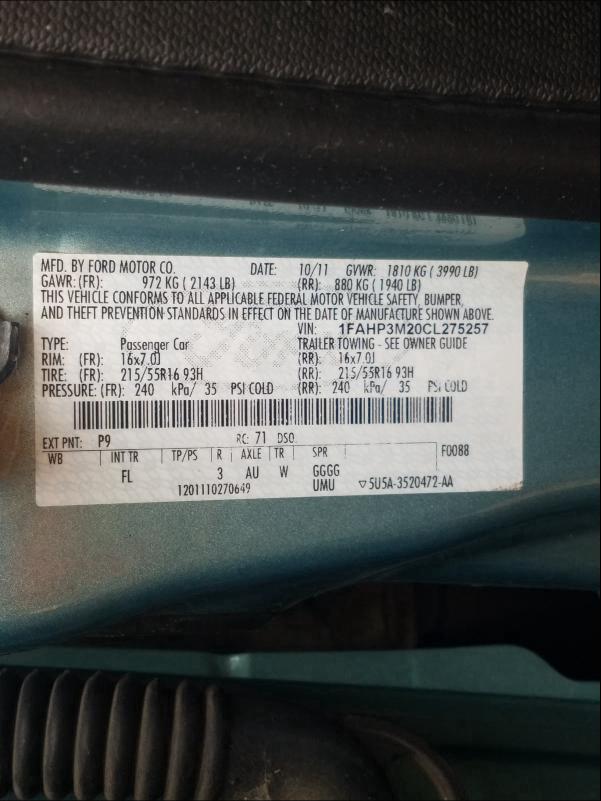 MFD. BY FORD MOTOR CO. DATE: 10/11 GVWR: 1810 KG ( 3990 LB)
GAWR: (FR): 972 KG ( 2143 LB) (RR): 880 KG ( 1940 LB)
THIS VEHICLE CONFORMS TO ALL APPLICABLE FEDERAL MOTOR VEHICLE SAFETY, BUMPER,
AND THEFT PREVENTION STANDARDS IN EFFECT ON THE DATE OF MANUFACTURE SHOWN ABOVE.
VIN: 1FAHP3M20CL275257
TYPE: Passenger Car TRAILER TOWING - SEE OWNER GUIDE
RIM: (FR): 16x7.0J (RR): 16x7.0J
TIRE: (FR): 215/55R16 93H (RR): 215/55R16 93H
PRESSURE: (FR): 240 kPa/ 35 PSI COLD (RR): 240 kPa/ 35 PSI COLD
EXT PNT: P9 RC: 71 DSO: F0088
WB INT TR TP/PS R AXLE TR SPR
FL 3 AU W GGGG
1201110270649 UMU ▽5U5A-3520472-AA